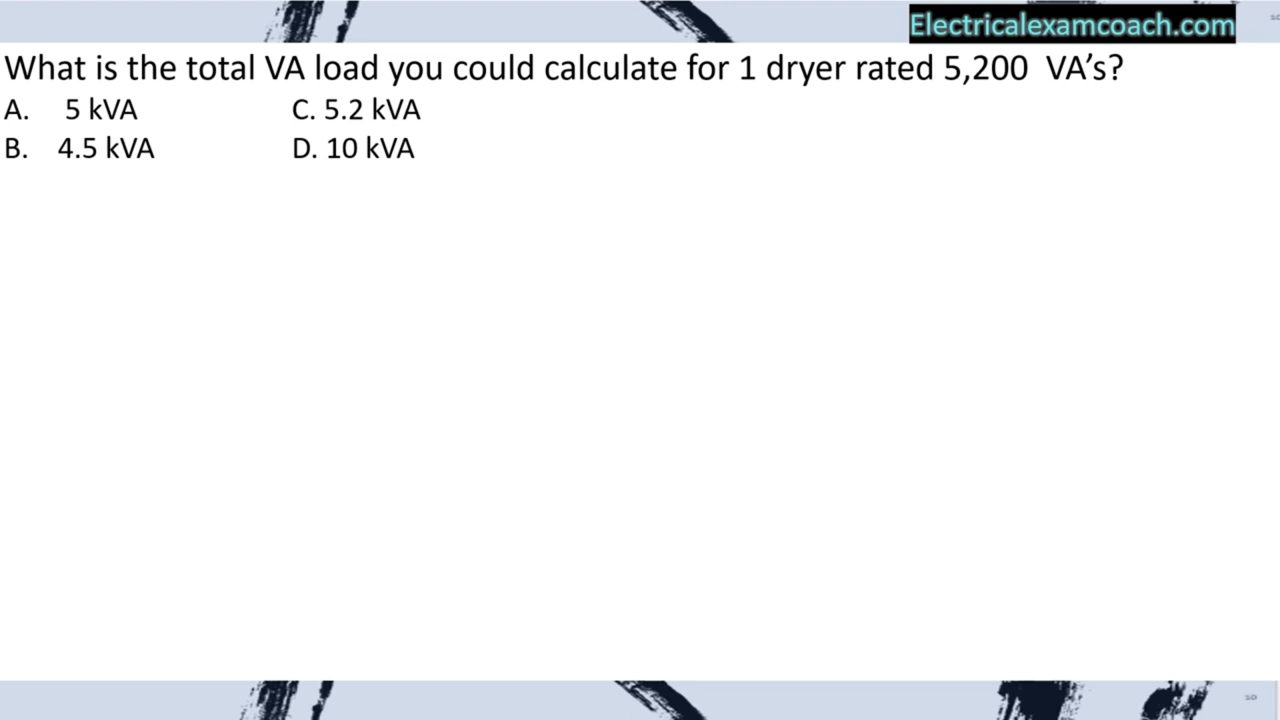 Electricalexamcoach.com
What is the total VA load you could calculate for 1 dryer rated 5,200 VA’s?
A. 5 kVA C. 5.2 kVA
B. 4.5 kVA D. 10 kVA
10